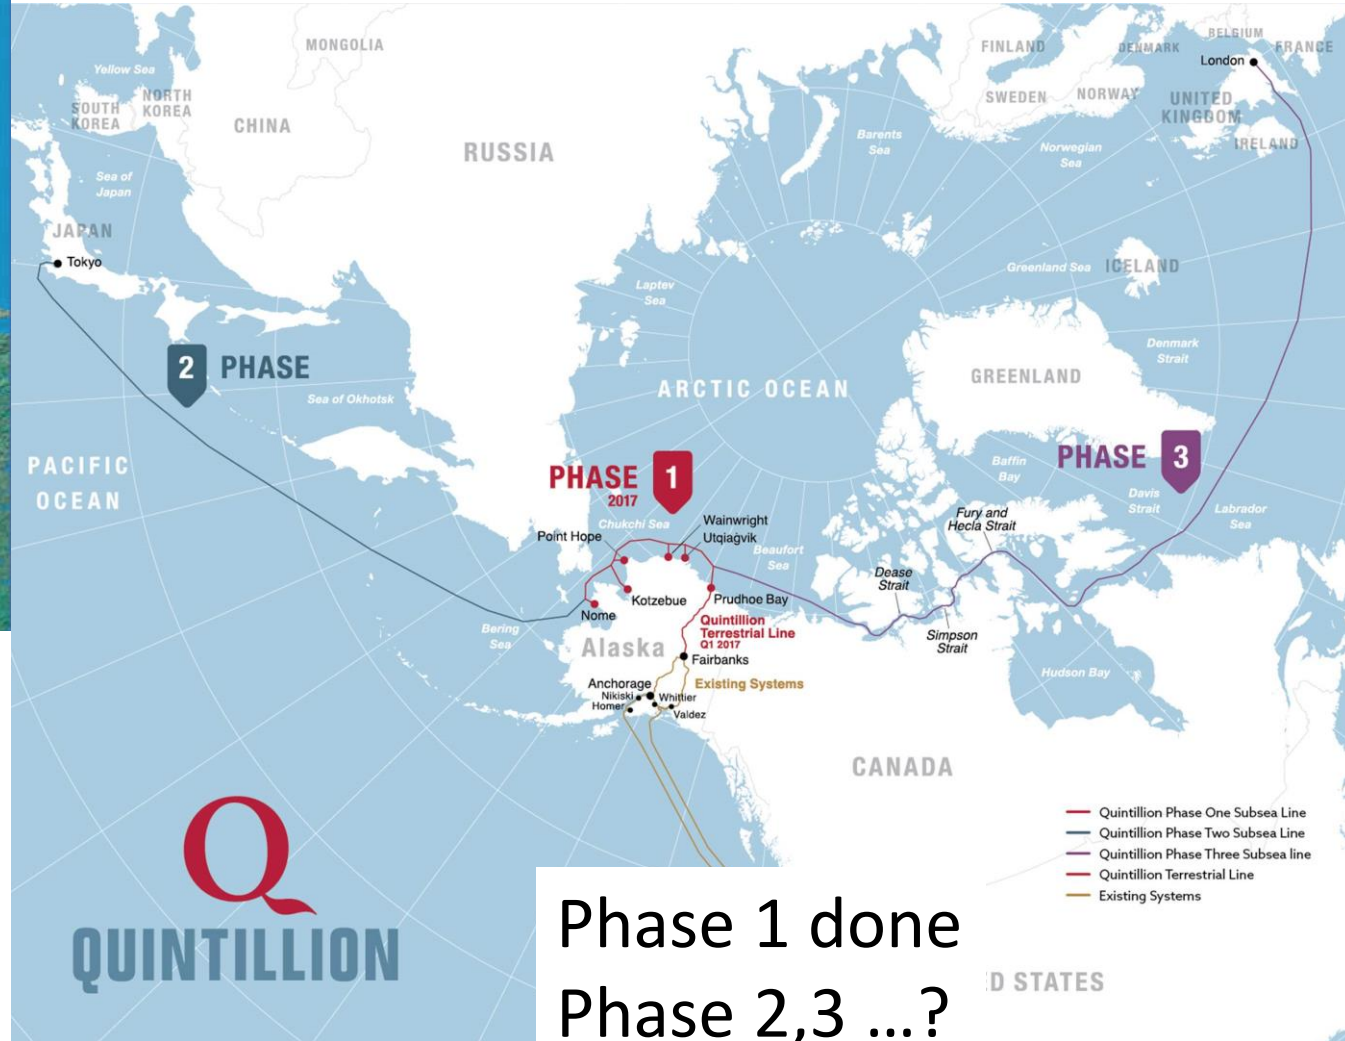 MONGOLIA
Yellow Sea
NORTH
KOREA
SOUTH
KOREA
CHINA
RUSSIA
Sea of
Japan
JAPAN
Tokyo
2 PHASE
Sea of Okhotsk
PACIFIC
OCEAN
BELGIUM
FINLAND
DENMARK
FRANCE
London
SWEDEN
NORWAY
UNITED
KINGDOM
IRELAND
Barents
Sea
Norwegian
Sea
Greenland Sea
ICELAND
Laptev
Sea
Denmark
Strait
ARCTIC OCEAN
GREENLAND
PHASE 3
PHASE 1
2017
Baffin
Bay
Davis
Strait
Labrador
Sea
Fury and
Hecla Strait
Chukchi Sea
Wainwright
Utqiaġvik
Point Hope
Beaufort
Sea
Dease
Strait
Kotzebue
Prudhoe Bay
Nome
Bering
Sea
Quintillion
Terrestrial Line
Q1 2017
Simpson
Strait
Alaska
Fairbanks
Hudson Bay
Anchorage
Existing Systems
Nikiski
Whittier
Homer
Valdez
CANADA
Quintillion Phase One Subsea Line
Quintillion Phase Two Subsea Line
Quintillion Phase Three Subsea line
Quintillion Terrestrial Line
Existing Systems
Q
QUINTILLION
Phase 1 done
D STATES
Phase 2,3 ...?